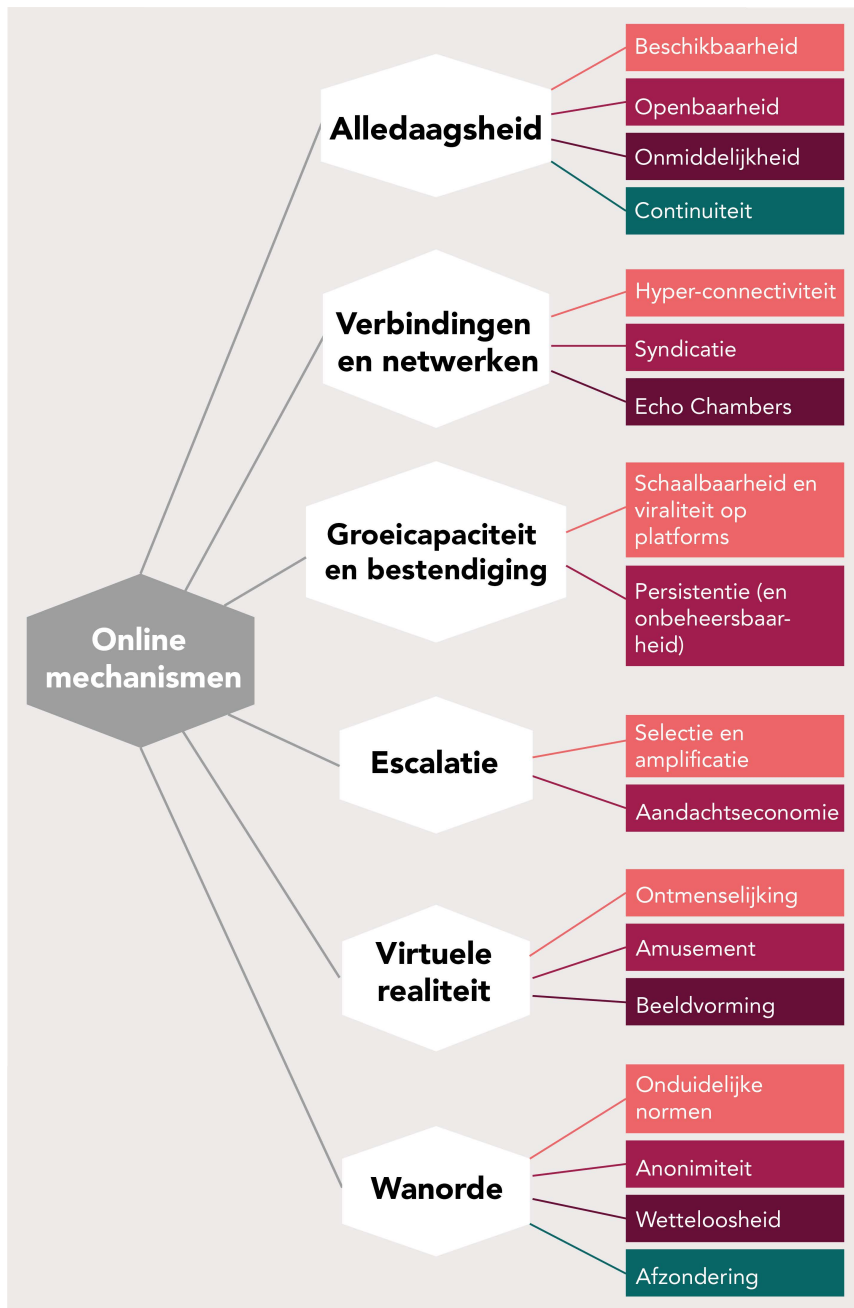 Online
mechanismen
Alledaagsheid
Beschikbaarheid
Openbaarheid
Onmiddelijkheid
Continuiteit
Verbindingen
en netwerken
Hyper-connectiviteit
Syndicatie
Echo Chambers
Groeicapaciteit
en bestendiging
Schaalbaarheid en
viraliteit op
platforms
Persistentie (en
onbeheersbaar-
heid)
Escalatie
Selectie en
amplificatie
Aandachtseconomie
Virtuele
realiteit
Ontmenselijking
Amusement
Beeldvorming
Wanorde
Onduidelijke
normen
Anonimiteit
Wetteloosheid
Afzondering